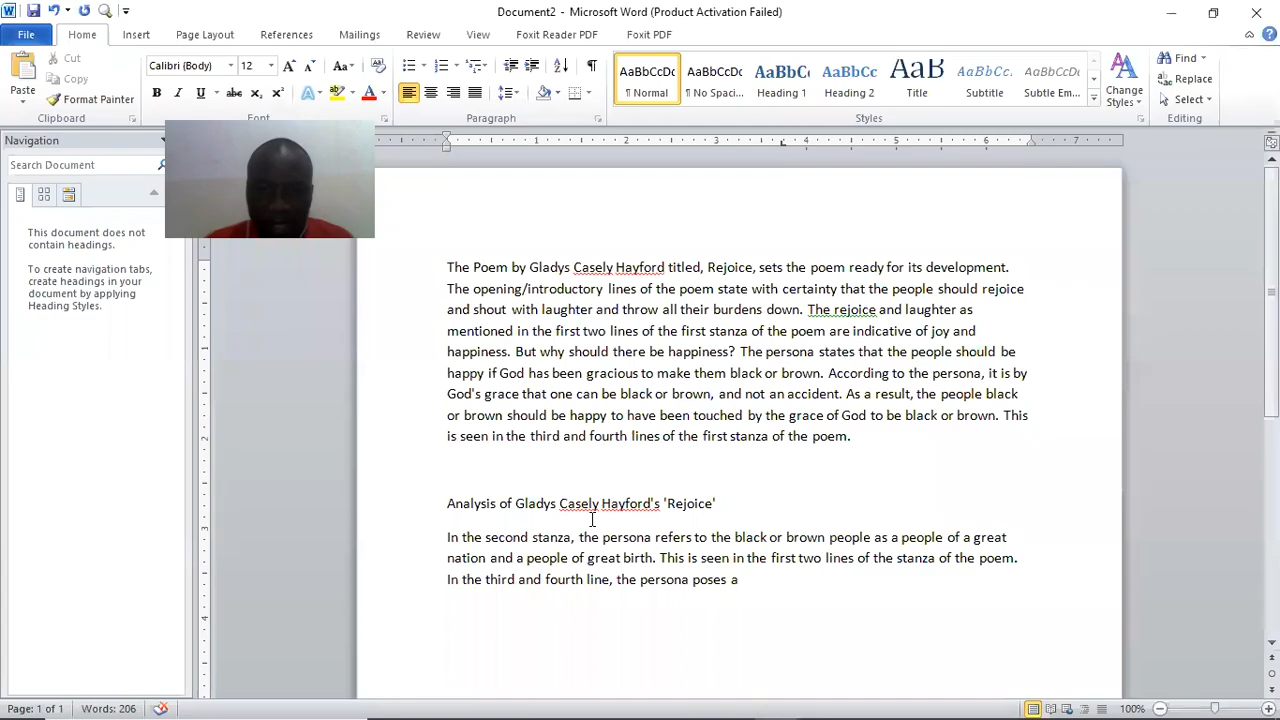 Document2 - Microsoft Word (Product Activation Failed)
File Home Insert Page Layout References Mailings Review View Foxit Reader PDF Foxit PDF
Paste
Cut
Copy
Format Painter
Clipboard
Calibri (Body) 12
Font
Paragraph
AaBbCcDc AaBbCcDc AaBbC AaBbCc AaB AaBbCcL AaBbCcDt
¶ Normal ¶ No Spaci... Heading 1 Heading 2 Title Subtitle Subtle Em...
Styles
Change
Styles
Find
Replace
Select
Editing
Navigation
Search Document
This document does not
contain headings.
To create navigation tabs,
create headings in your
document by applying
Heading Styles.
The Poem by Gladys Casely Hayford titled, Rejoice, sets the poem ready for its development.
The opening/introductory lines of the poem state with certainty that the people should rejoice
and shout with laughter and throw all their burdens down. The rejoice and laughter as
mentioned in the first two lines of the first stanza of the poem are indicative of joy and
happiness. But why should there be happiness? The persona states that the people should be
happy if God has been gracious to make them black or brown. According to the persona, it is by
God's grace that one can be black or brown, and not an accident. As a result, the people black
or brown should be happy to have been touched by the grace of God to be black or brown. This
is seen in the third and fourth lines of the first stanza of the poem.
Analysis of Gladys Casely Hayford's 'Rejoice'
In the second stanza, the persona refers to the black or brown people as a people of a great
nation and a people of great birth. This is seen in the first two lines of the stanza of the poem.
In the third and fourth line, the persona poses a
Page: 1 of 1 Words: 206 100%